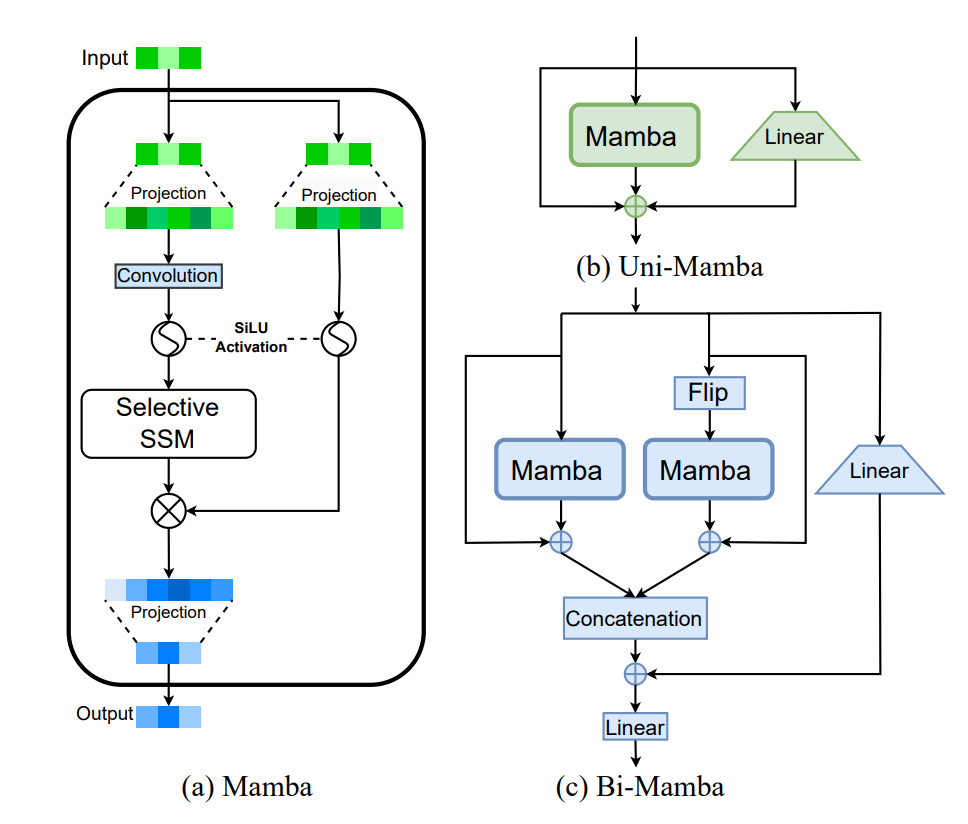 Input
Projection
Projection
Convolution
SiLU
Activation
Selective
SSM
Projection
Output
(a) Mamba
Mamba
Linear
(b) Uni-Mamba
Flip
Mamba
Mamba
Linear
Concatenation
Linear
(c) Bi-Mamba